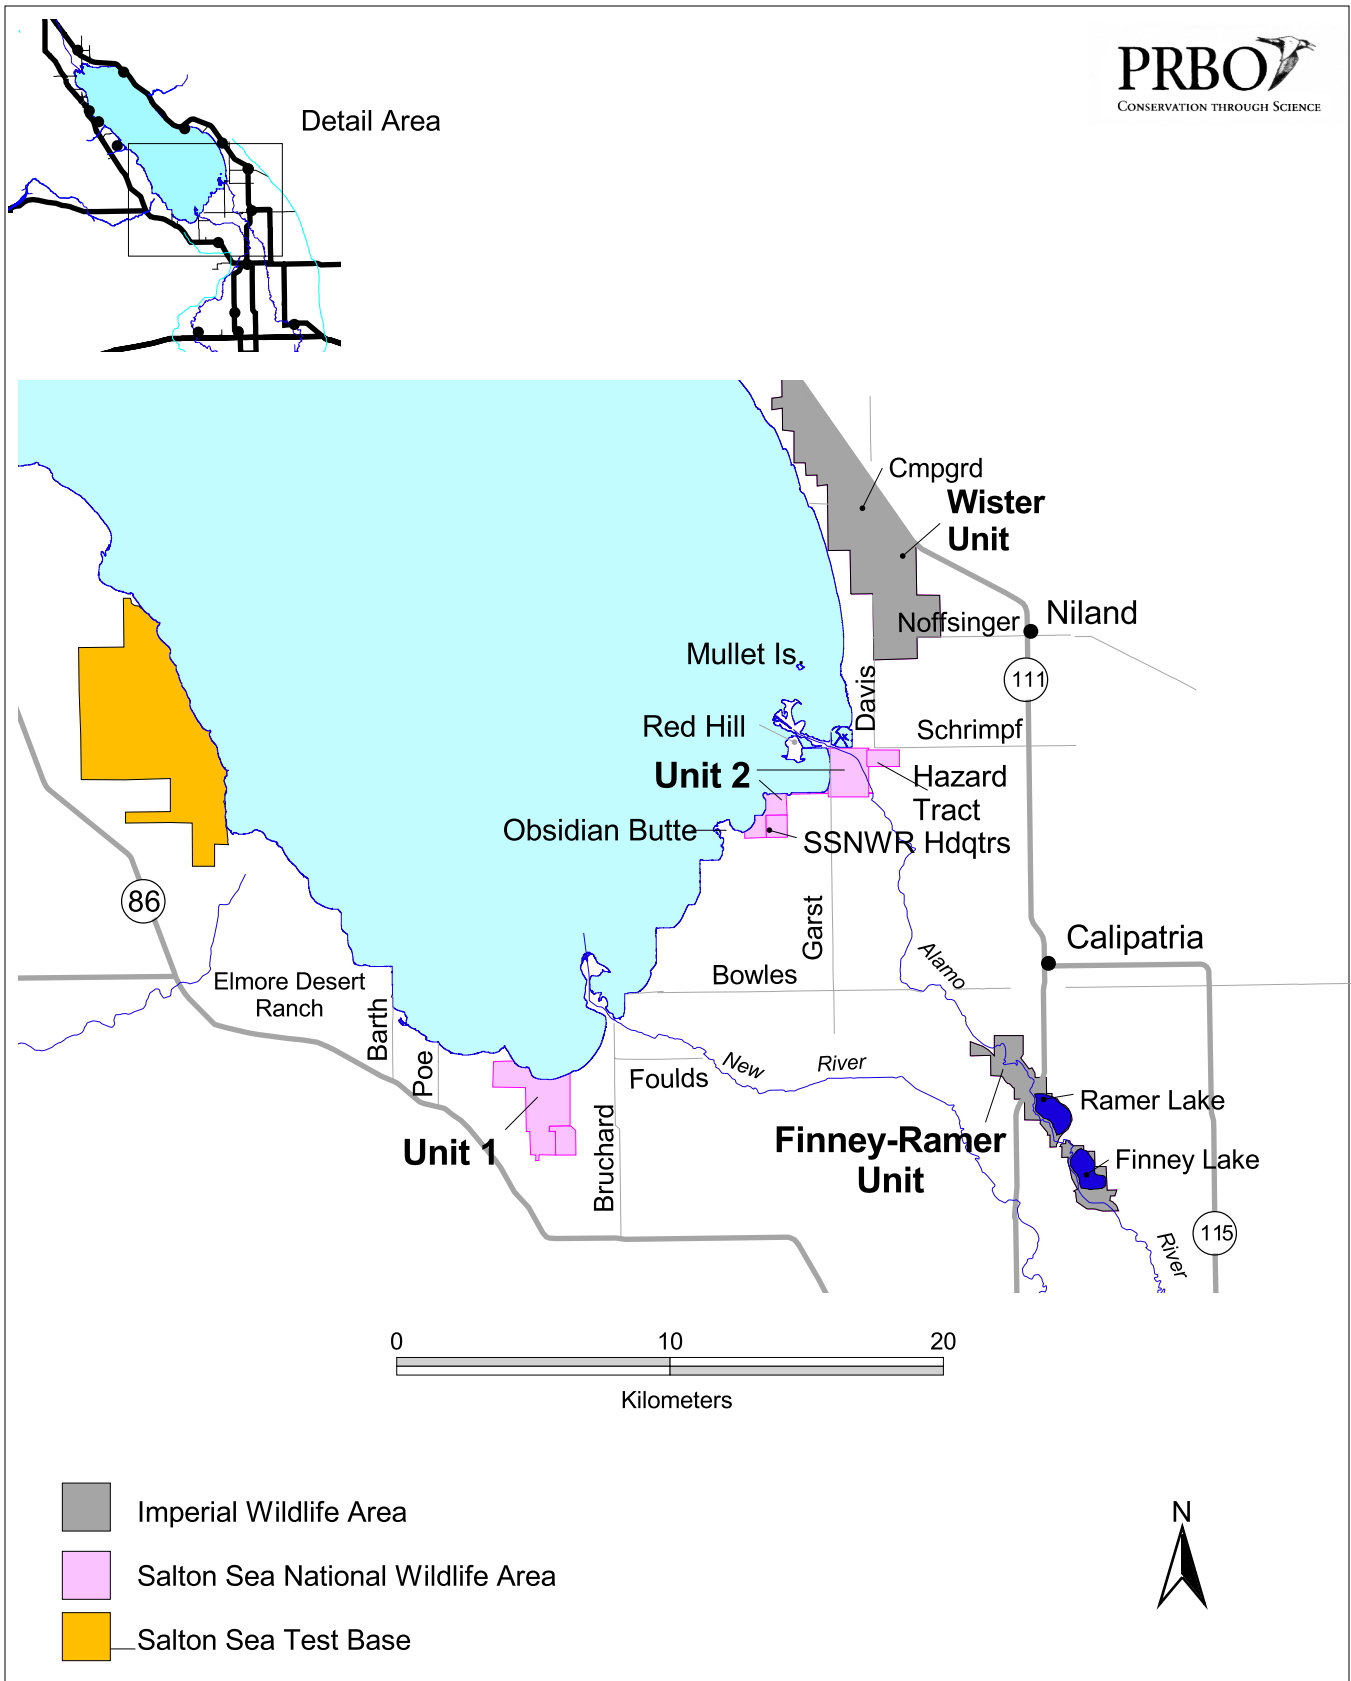 Detail Area
PRBO
CONSERVATION THROUGH SCIENCE
Cmpgrd
Wister
Unit
Noffsinger
Niland
Mullet Is.
111
Davis
Red Hill
Schrimpf
Unit 2
Hazard
Tract
Obsidian Butte
SSNWR Hdqtrs
86
Garst
Calipatria
Alamo
Bowles
Elmore Desert
Ranch
Barth
Poe
New
River
Foulds
Ramer Lake
Finney-Ramer
Unit
Unit 1
Bruchard
Finney Lake
115
River
0
10
20
Kilometers
Imperial Wildlife Area
N
Salton Sea National Wildlife Area
Salton Sea Test Base